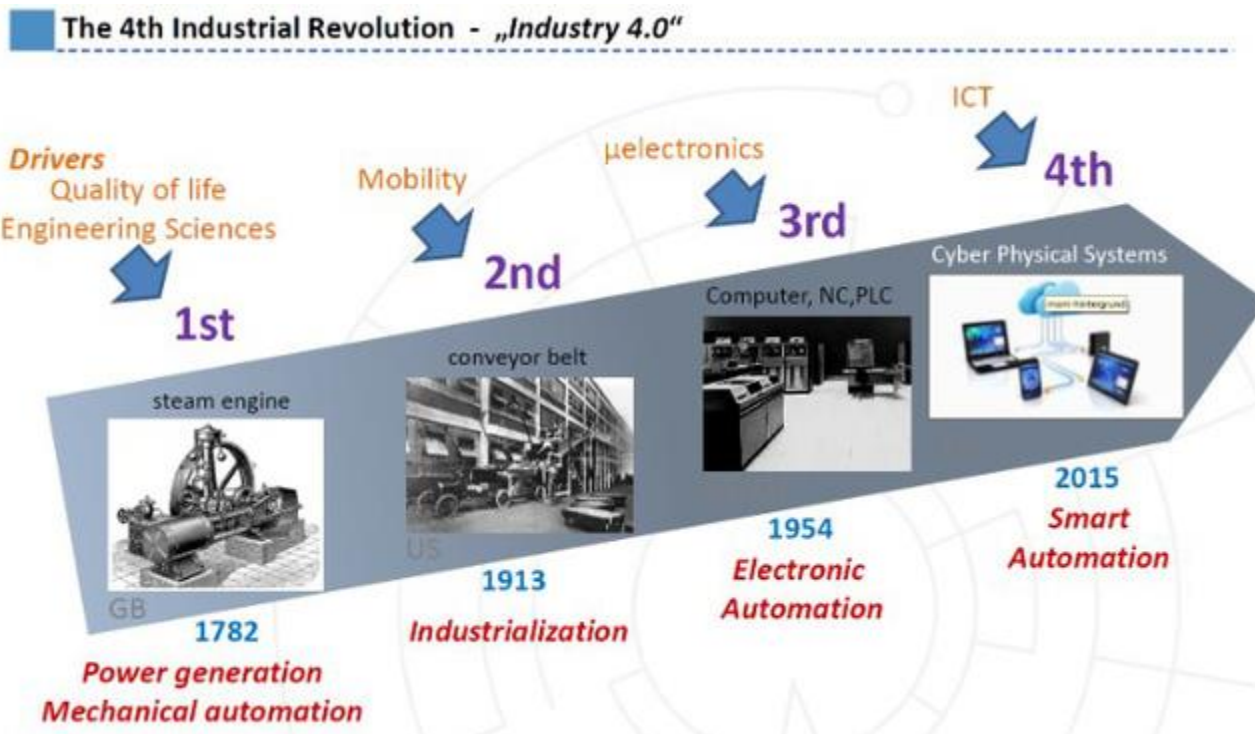 The 4th Industrial Revolution - „Industry 4.0“
Drivers
Quality of life
Engineering Sciences
1st
steam engine
GB
1782
Power generation
Mechanical automation
Mobility
2nd
conveyor belt
US
1913
Industrialization
µelectronics
3rd
Computer, NC,PLC
1954
Electronic
Automation
ICT
4th
Cyber Physical Systems
2015
Smart
Automation